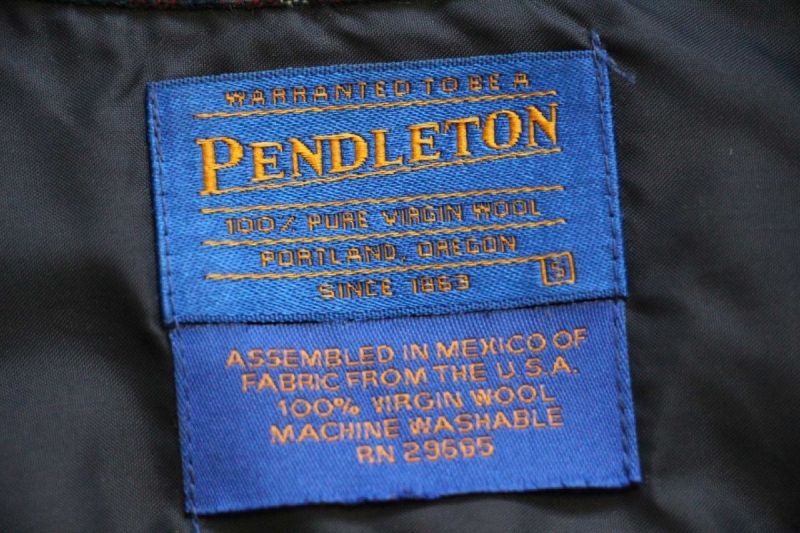 WARRANTED TO BE A
PENDLETON
100% PURE VIRGIN WOOL
PORTLAND, OREGON
SINCE 1863 S
ASSEMBLED IN MEXICO OF
FABRIC FROM THE U.S.A.
100% VIRGIN WOOL
MACHINE WASHABLE
RN 29665